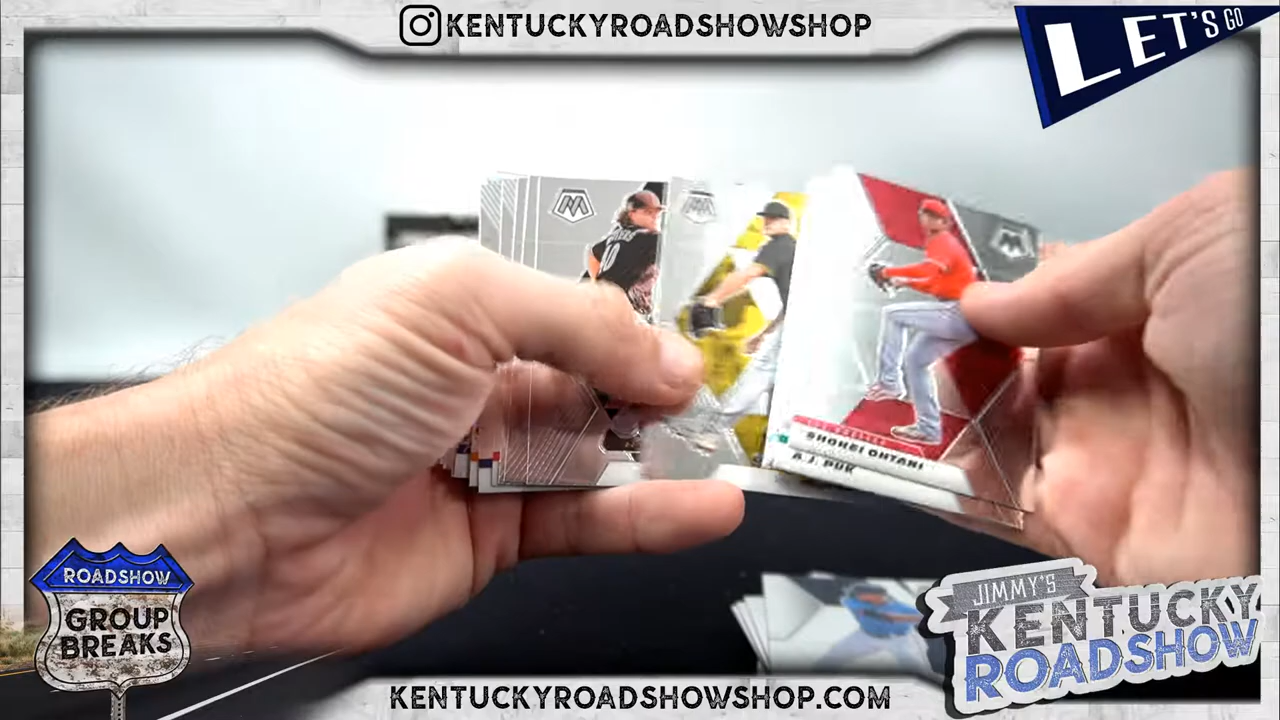 KENTUCKYROADSHOWSHOP
LET'S GO
SHOHEI OHTANI
A.J. PUK
ROADSHOW
GROUP
BREAKS
JIMMY'S
KENTUCKY
ROADSHOW
KENTUCKYROADSHOWSHOP.COM